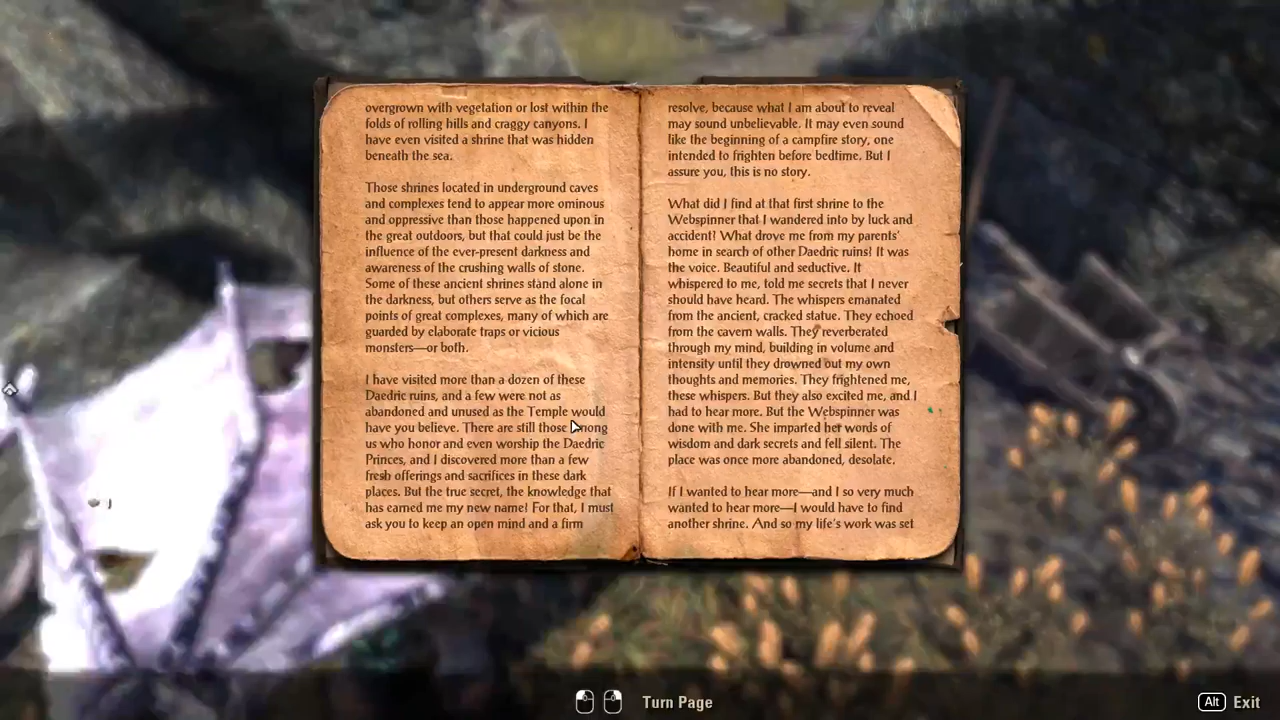 overgrown with vegetation or lost within the
folds of rolling hills and craggy canyons. I
have even visited a shrine that was hidden
beneath the sea.
Those shrines located in underground caves
and complexes tend to appear more ominous
and oppressive than those happened upon in
the great outdoors, but that could just be the
influence of the ever-present darkness and
awareness of the crushing walls of stone.
Some of these ancient shrines stand alone in
the darkness, but others serve as the focal
points of great complexes, many of which are
guarded by elaborate traps or vicious
monsters—or both.
I have visited more than a dozen of these
Daedric ruins, and a few were not as
abandoned and unused as the Temple would
have you believe. There are still those among
us who honor and even worship the Daedric
Princes, and I discovered more than a few
fresh offerings and sacrifices in these dark
places. But the true secret, the knowledge that
has earned me my new name? For that, I must
ask you to keep an open mind and a firm
resolve, because what I am about to reveal
may sound unbelievable. It may even sound
like the beginning of a campfire story, one
intended to frighten before bedtime. But I
assure you, this is no story.
What did I find at that first shrine to the
Webspinner that I wandered into by luck and
accident? What drove me from my parents'
home in search of other Daedric ruins? It was
the voice. Beautiful and seductive. It
whispered to me, told me secrets that I never
should have heard. The whispers emanated
from the ancient, cracked statue. They echoed
from the cavern walls. They reverberated
through my mind, building in volume and
intensity until they drowned out my own
thoughts and memories. They frightened me,
these whispers. But they also excited me, and I
had to hear more. But the Webspinner was
done with me. She imparted her words of
wisdom and dark secrets and fell silent. The
place was once more abandoned, desolate.
If I wanted to hear more—and I so very much
wanted to hear more—I would have to find
another shrine. And so my life's work was set
Turn Page
Alt Exit